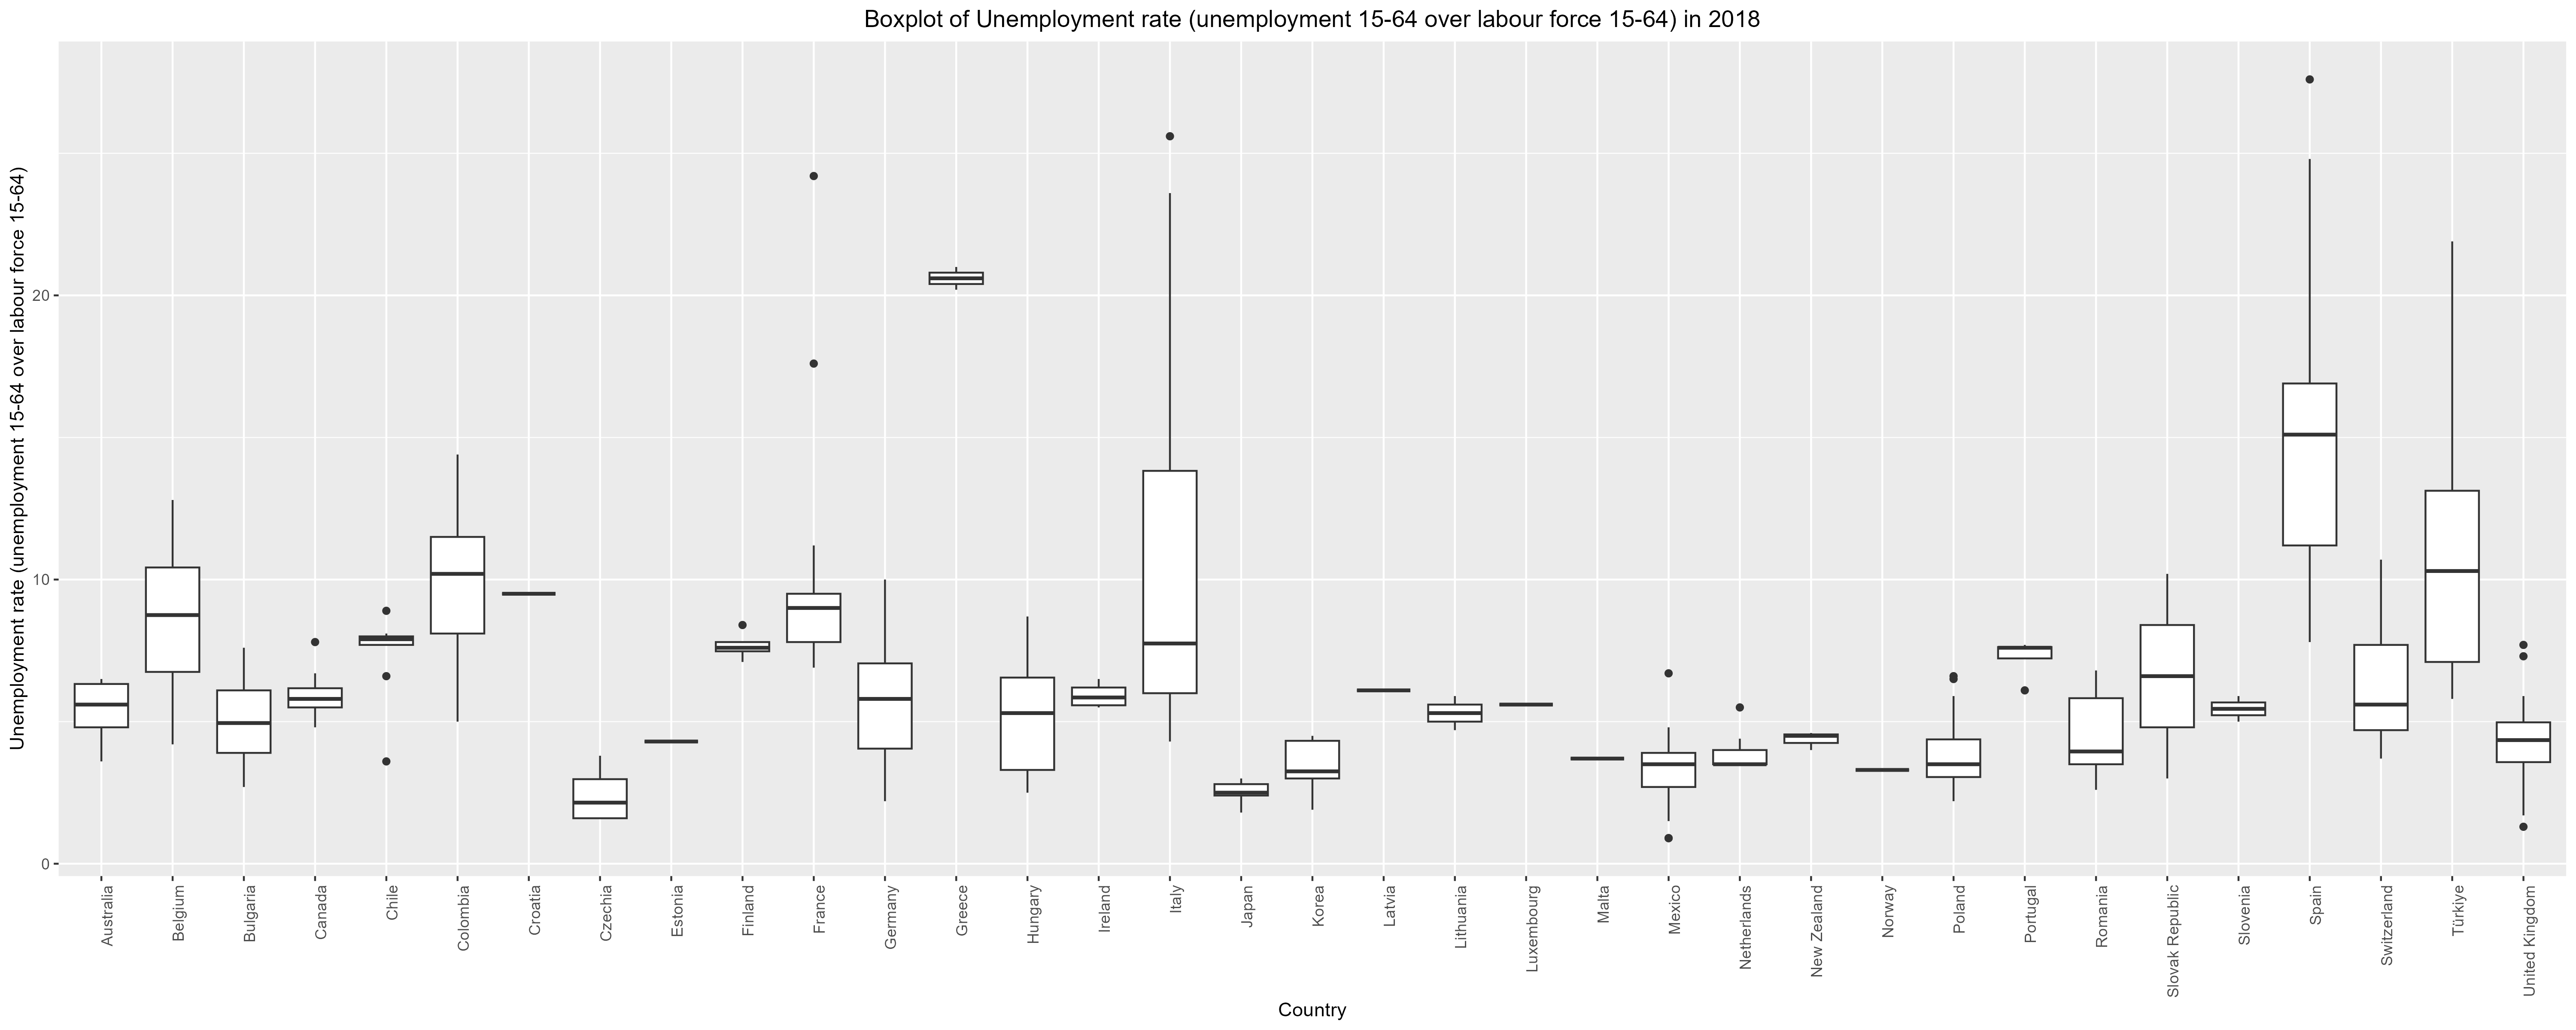 Boxplot of Unemployment rate (unemployment 15-64 over labour force 15-64) in 2018
Unemployment rate (unemployment 15-64 over labour force 15-64)
20
10
0
Australia
Belgium
Bulgaria
Canada
Chile
Colombia
Croatia
Czechia
Estonia
Finland
France
Germany
Greece
Hungary
Ireland
Italy
Japan
Korea
Latvia
Lithuania
Luxembourg
Malta
Mexico
Netherlands
New Zealand
Norway
Poland
Portugal
Romania
Slovak Republic
Slovenia
Spain
Switzerland
Türkiye
United Kingdom
Country